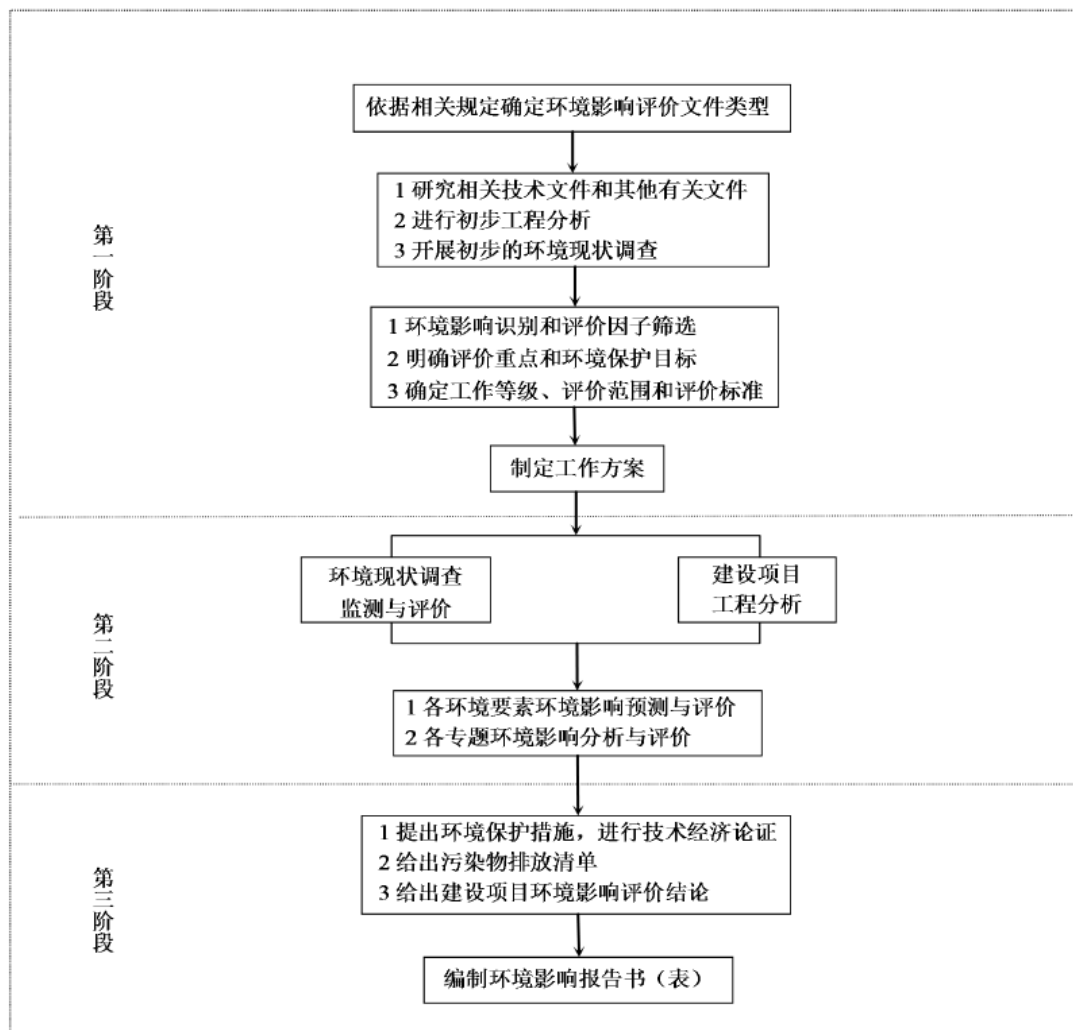 依据相关规定确定环境影响评价文件类型
1 研究相关技术文件和其他有关文件
2 进行初步工程分析
3 开展初步的环境现状调查
第一阶段
1 环境影响识别和评价因子筛选
2 明确评价重点和环境保护目标
3 确定工作等级、评价范围和评价标准
制定工作方案
环境现状调查
监测与评价
建设项目
工程分析
第二阶段
1 各环境要素环境影响预测与评价
2 各专题环境影响分析与评价
1 提出环境保护措施，进行技术经济论证
2 给出污染物排放清单
3 给出建设项目环境影响评价结论
第三阶段
编制环境影响报告书（表）